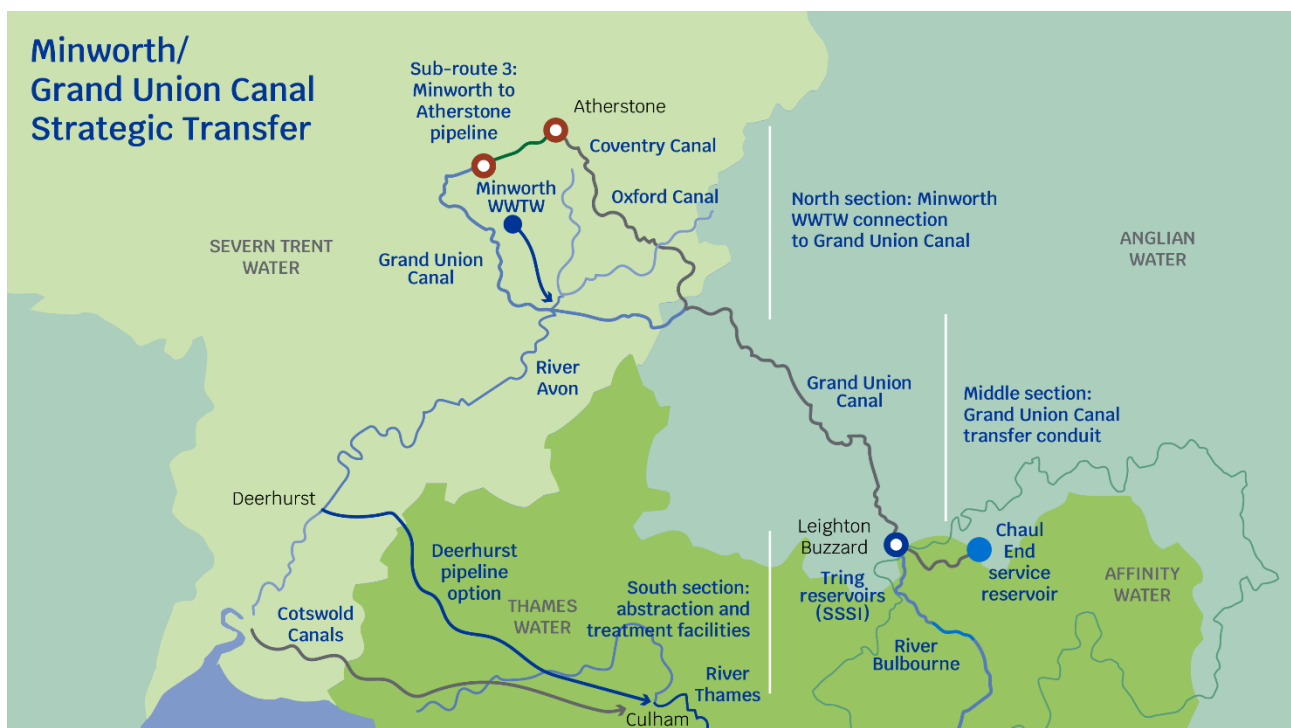 Minworth/
Grand Union Canal
Strategic Transfer
Sub-route 3:
Minworth to
Atherstone
pipeline
Atherstone
Coventry Canal
Minworth
WWTW
Oxford Canal
North section: Minworth
WWTW connection
to Grand Union Canal
SEVERN TRENT
WATER
Grand Union
Canal
ANGLIAN
WATER
River
Avon
Grand Union
Canal
Middle section:
Grand Union Canal
transfer conduit
Deerhurst
Leighton
Buzzard
Chaul
End
service
reservoir
Deerhurst
pipeline
option
South section:
abstraction and
treatment facilities
Tring
reservoirs
(SSSI)
AFFINITY
WATER
THAMES
WATER
Cotswold
Canals
River
Bulbourne
River
Thames
Culham